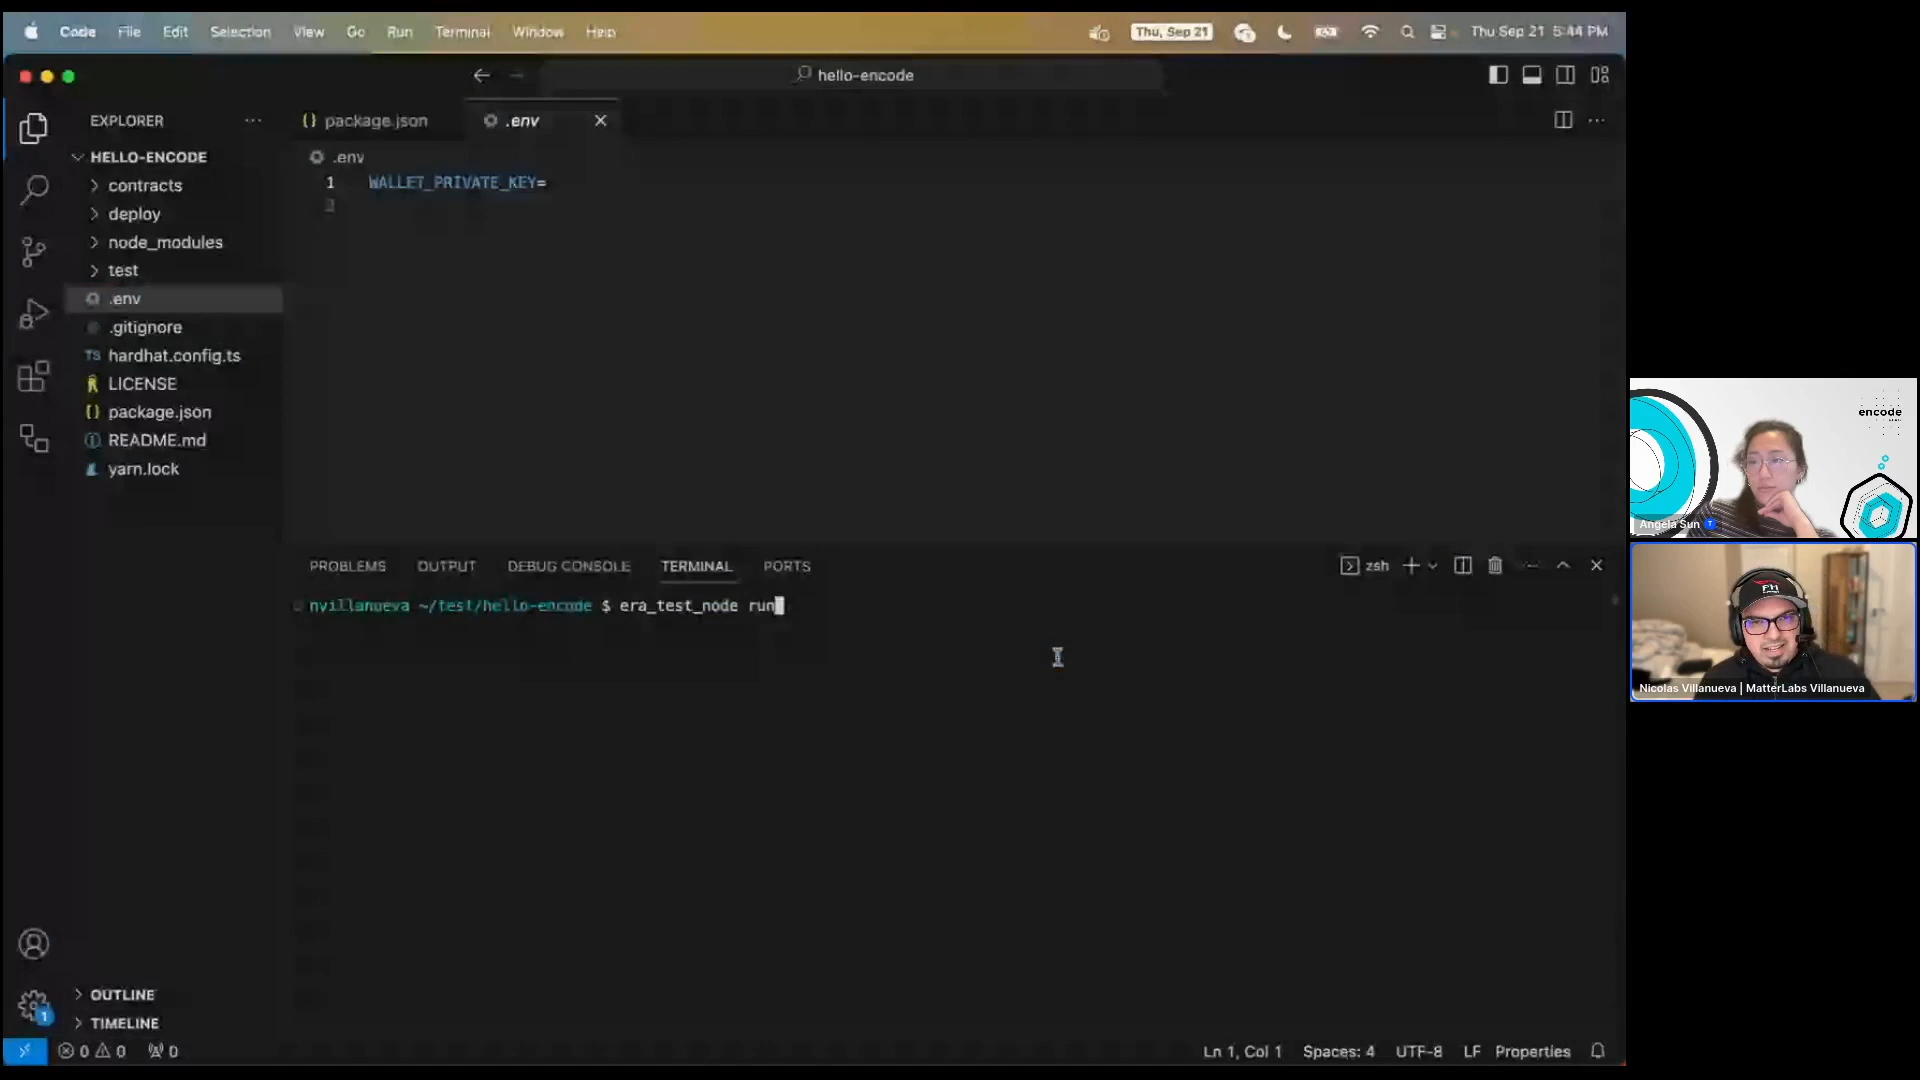 Code File Edit Selection View Go Run Terminal Window Help
Thu, Sep 21
Thu Sep 21 5:44 PM
hello-encode
EXPLORER
HELLO-ENCODE
contracts
deploy
node_modules
test
.env
.gitignore
TS hardhat.config.ts
LICENSE
{} package.json
README.md
yarn.lock
OUTLINE
TIMELINE
{} package.json
.env
.env
1 WALLET_PRIVATE_KEY=
2
PROBLEMS OUTPUT DEBUG CONSOLE TERMINAL PORTS
zsh
nvillanueva ~/test/hello-encode $ era_test_node run
1
0 0 0
Ln 1, Col 1 Spaces: 4 UTF-8 LF Properties
encode
Angela Sun
Nicolas Villanueva | MatterLabs Villanueva